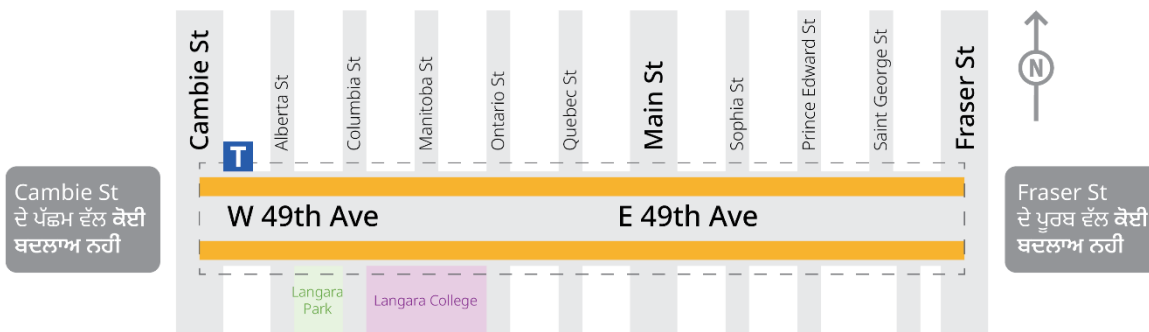 Cambie St
Alberta St
Columbia St
Manitoba St
Ontario St
Quebec St
Main St
Sophia St
Prince Edward St
Saint George St
Fraser St
N
T
Cambie St
ਦੇ ਪੱਛਮ ਵੱਲ ਕੋਈ
ਬਦਲਾਅ ਨਹੀ
W 49th Ave
E 49th Ave
Fraser St
ਦੇ ਪੂਰਬ ਵੱਲ ਕੋਈ
ਬਦਲਾਅ ਨਹੀ
Langara
Park
Langara College